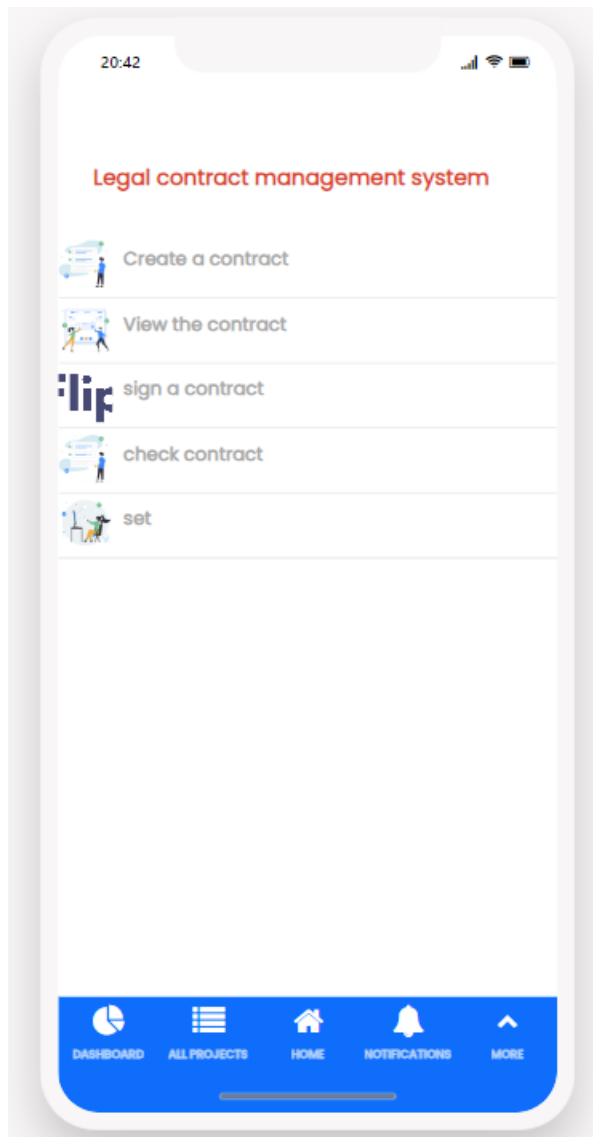 20:42
Legal contract management system
Create a contract
View the contract
Flip
sign a contract
check contract
set
DASHBOARD ALL PROJECTS HOME NOTIFICATIONS MORE